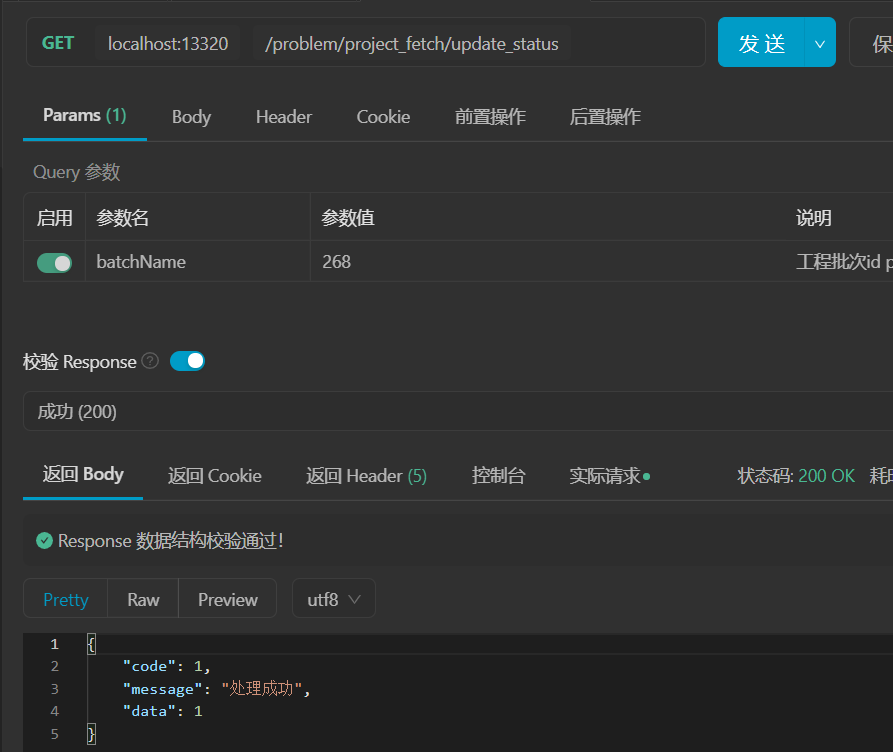 GET localhost:13320 /problem/project_fetch/update_status 发 送 保
Params (1) Body Header Cookie 前置操作 后置操作
Query 参数
启用 参数名 参数值 说明
batchName 268 工程批次id p
校验 Response ?
成功 (200)
返回 Body 返回 Cookie 返回 Header (5) 控制台 实际请求 状态码: 200 OK 耗时
Response 数据结构校验通过!
Pretty Raw Preview utf8
1 {
2 "code": 1,
3 "message": "处理成功",
4 "data": 1
5 }